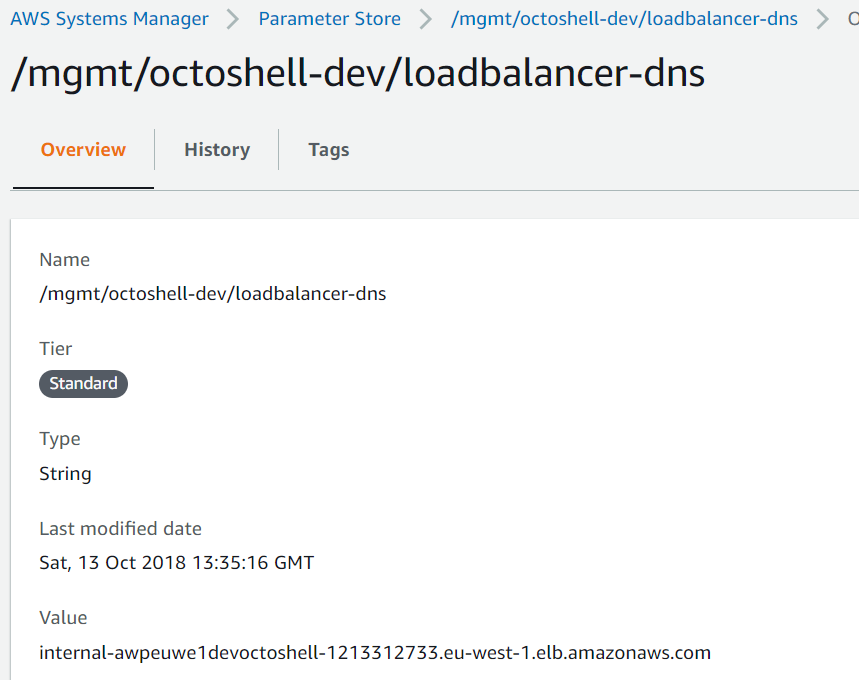 AWS Systems Manager > Parameter Store > /mgmt/octoshell-dev/loadbalancer-dns >
/mgmt/octoshell-dev/loadbalancer-dns
Overview History Tags
Name
/mgmt/octoshell-dev/loadbalancer-dns
Tier
Standard
Type
String
Last modified date
Sat, 13 Oct 2018 13:35:16 GMT
Value
internal-awpeuwe1devoctoshell-1213312733.eu-west-1.elb.amazonaws.com